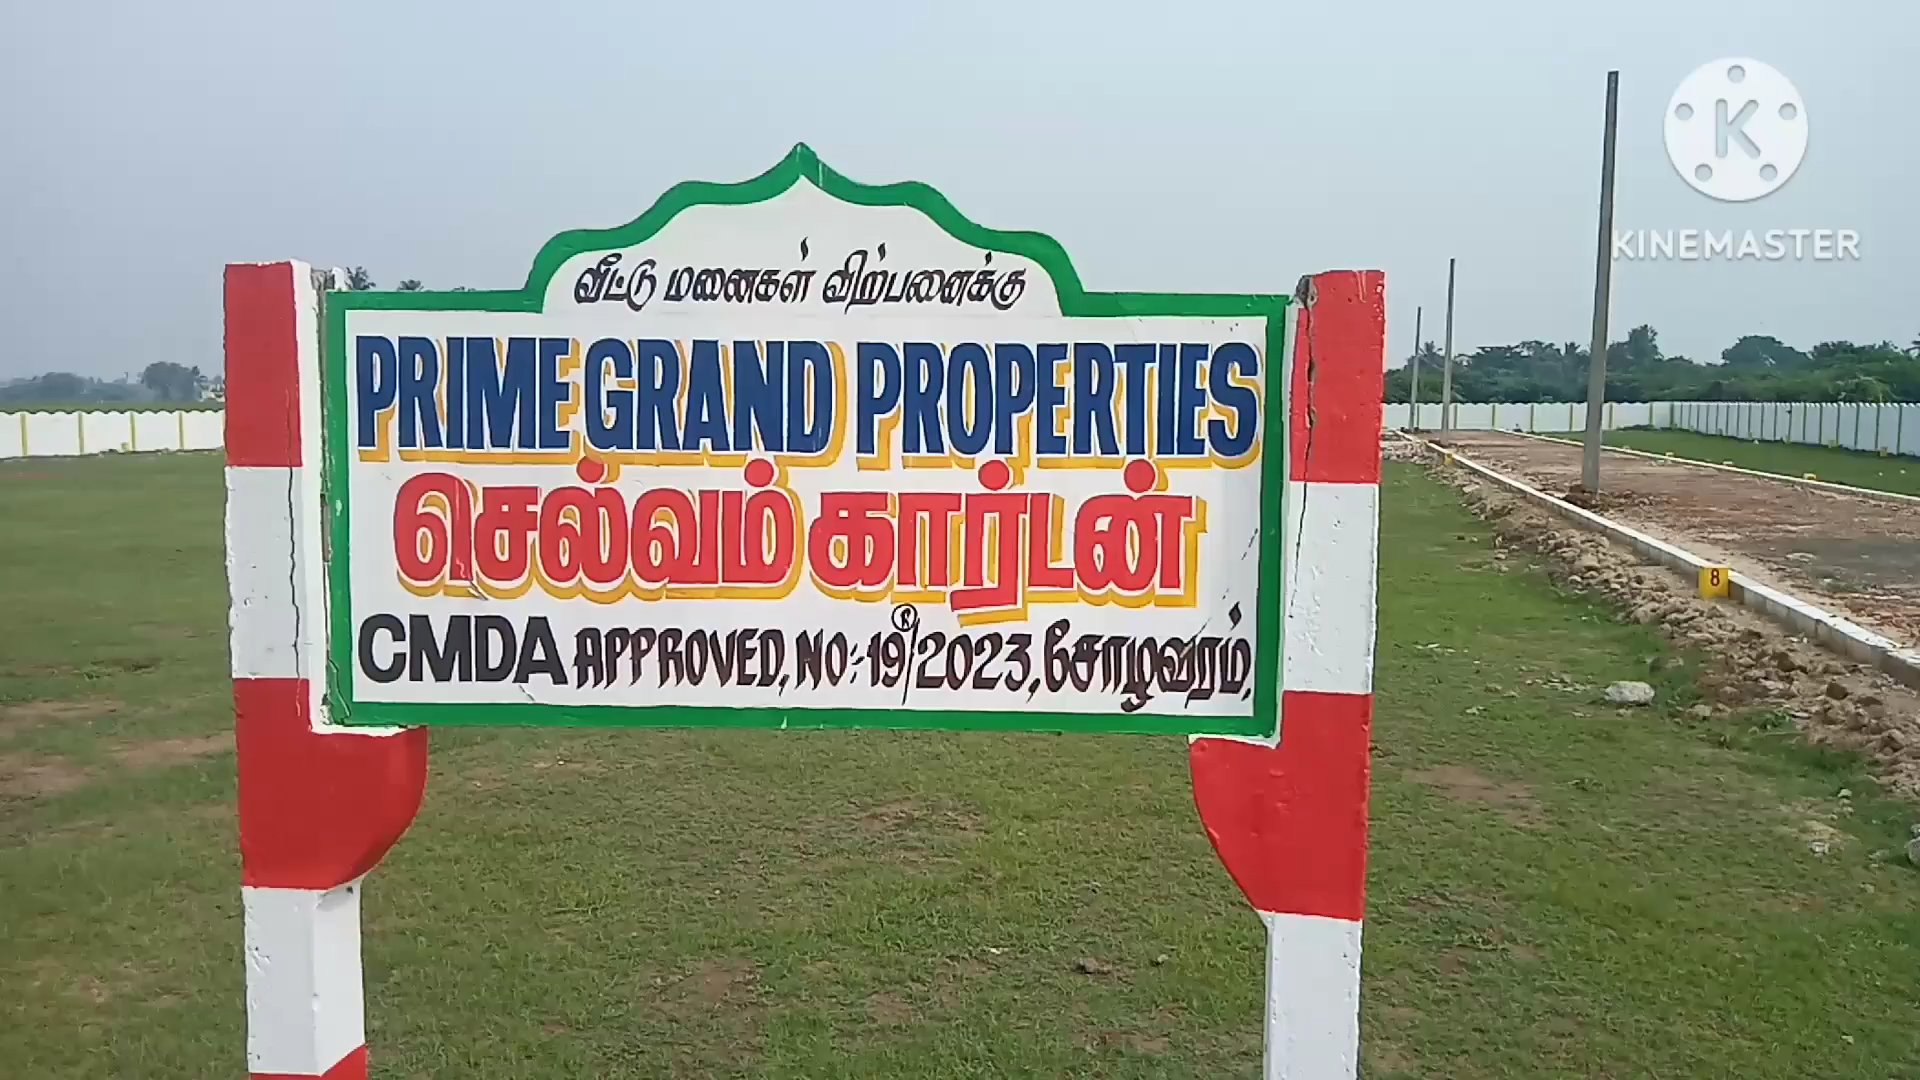 வீட்டு மனைகள் விற்பனைக்கு
PRIME GRAND PROPERTIES
செல்வம் கார்டன்
CMDA APPROVED, NO:-19®/2023, சோழவரம்,
8
K
KINEMASTER